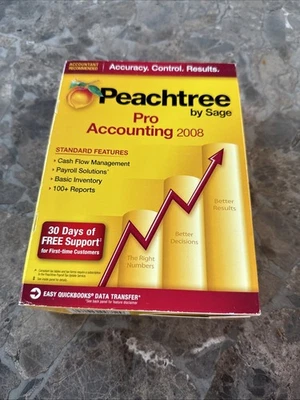 ACCOUNTANT
RECOMMENDED
Accuracy. Control. Results.
Peachtree
by Sage
Pro
Accounting 2008
STANDARD FEATURES
• Cash Flow Management
• Payroll Solutions*
• Basic Inventory
• 100+ Reports
Better
Results
Better
Decisions
The Right
Numbers
30 Days of
FREE Support†
for First-time Customers
EASY QUICKBOOKS DATA TRANSFER*